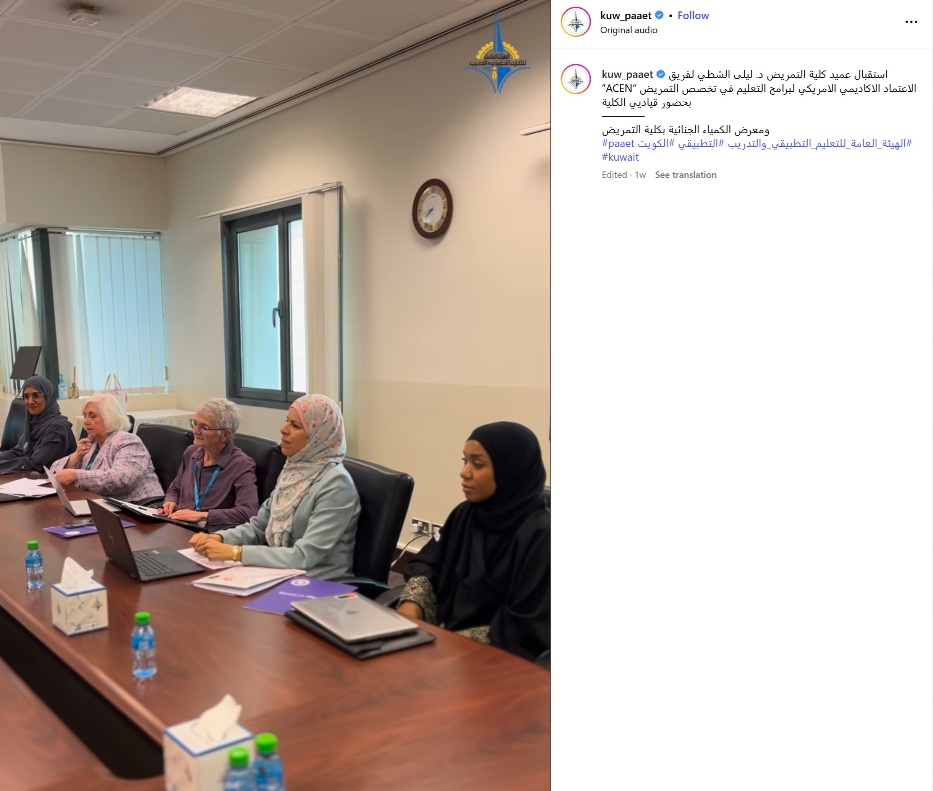 kuw_paaet • Follow
Original audio
kuw_paaet استقبال عميد كلية التمريض د. ليلى الشطي لفريق
الاعتماد الاكاديمي الامريكي لبرامج التعليم في تخصص التمريض “ACEN”
بحضور قياديي الكلية
ومعرض الكمياء الجنائية بكلية التمريض
#الهيئة_العامة_للتعليم_التطبيقي_والتدريب #التطبيقي #الكويت #paaet
#kuwait
Edited · 1w See translation